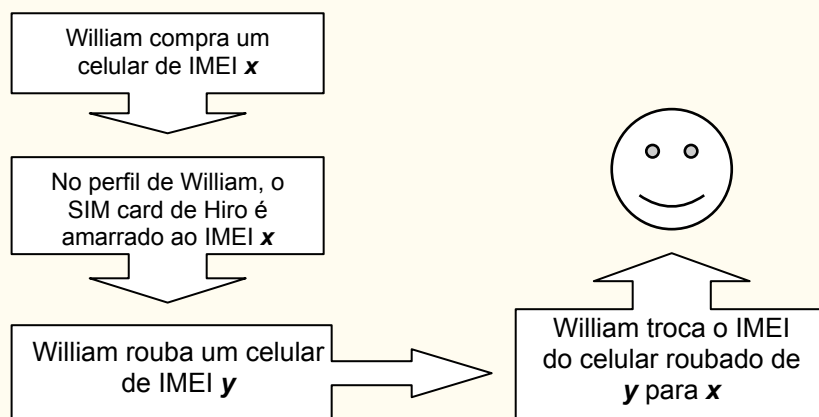 William compra um
celular de IMEI x
No perfil de William, o
SIM card de Hiro é
amarrado ao IMEI x
William rouba um celular
de IMEI y
William troca o IMEI
do celular roubado de
y para x